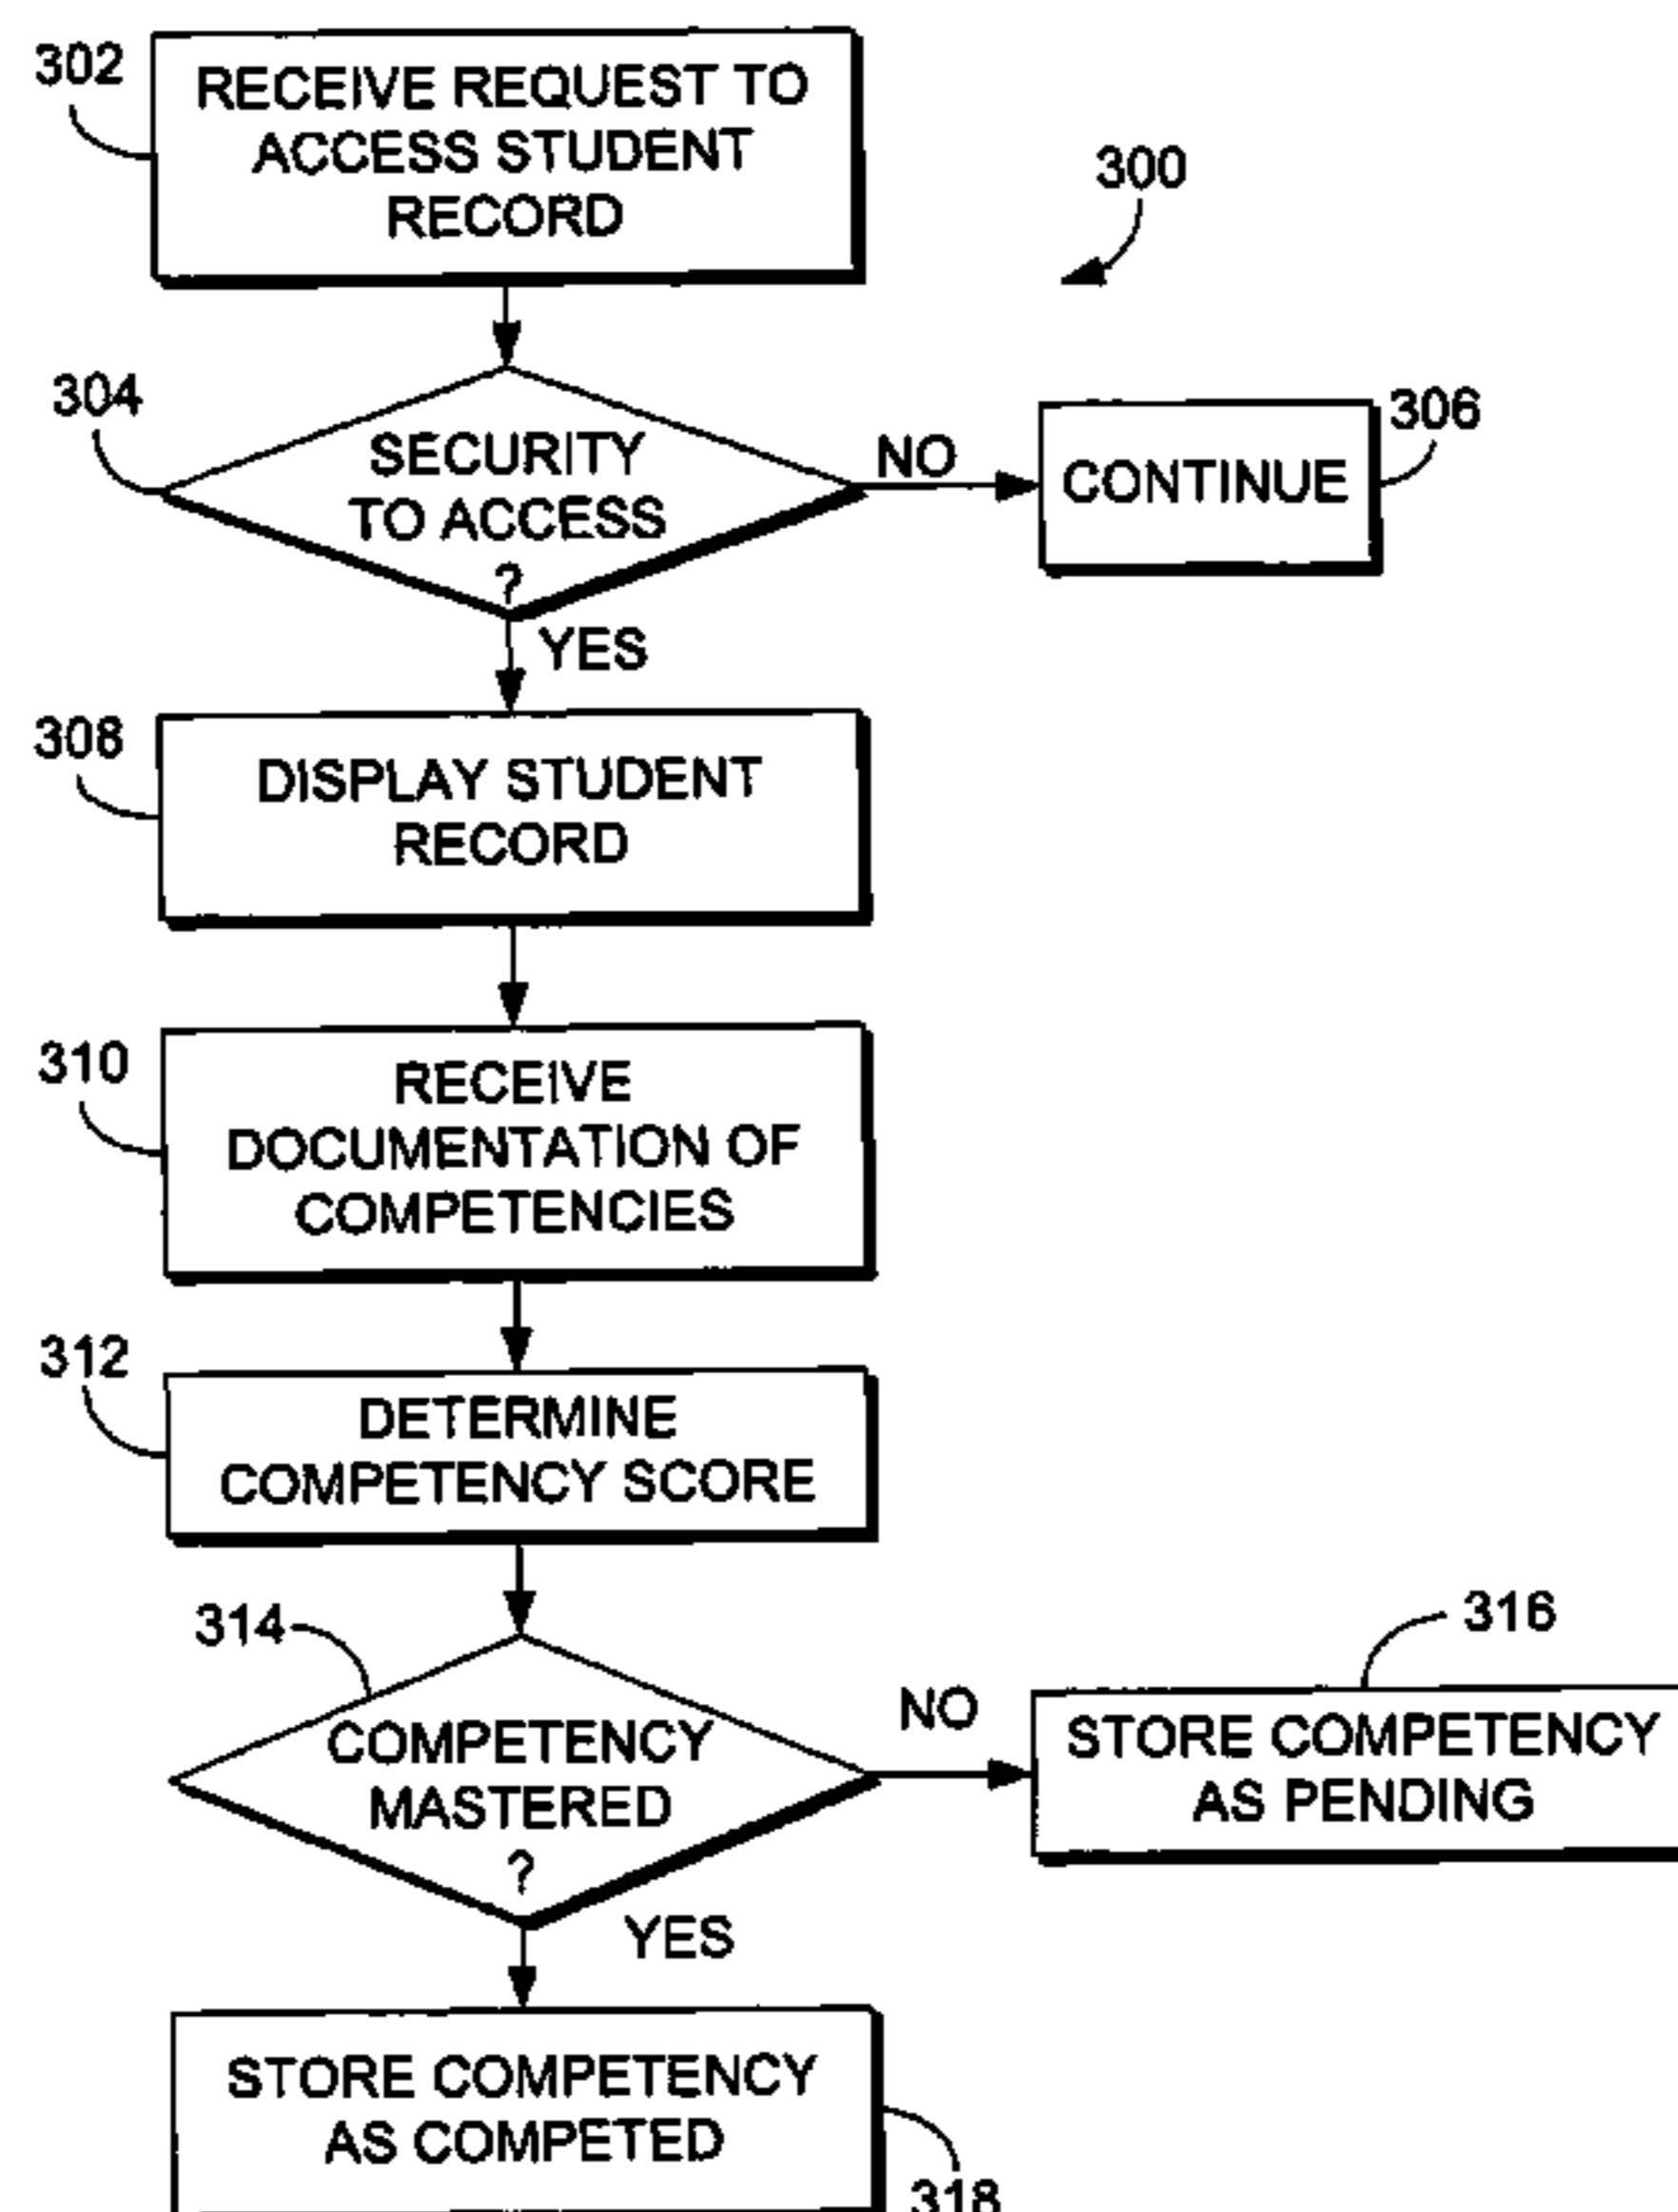 302
RECEIVE REQUEST TO
ACCESS STUDENT
RECORD
300
304
SECURITY
TO ACCESS
?
NO
CONTINUE
306
YES
308
DISPLAY STUDENT
RECORD
310
RECEIVE
DOCUMENTATION OF
COMPETENCIES
312
DETERMINE
COMPETENCY SCORE
314
COMPETENCY
MASTERED
?
NO
316
STORE COMPETENCY
AS PENDING
YES
STORE COMPETENCY
AS COMPETED
318